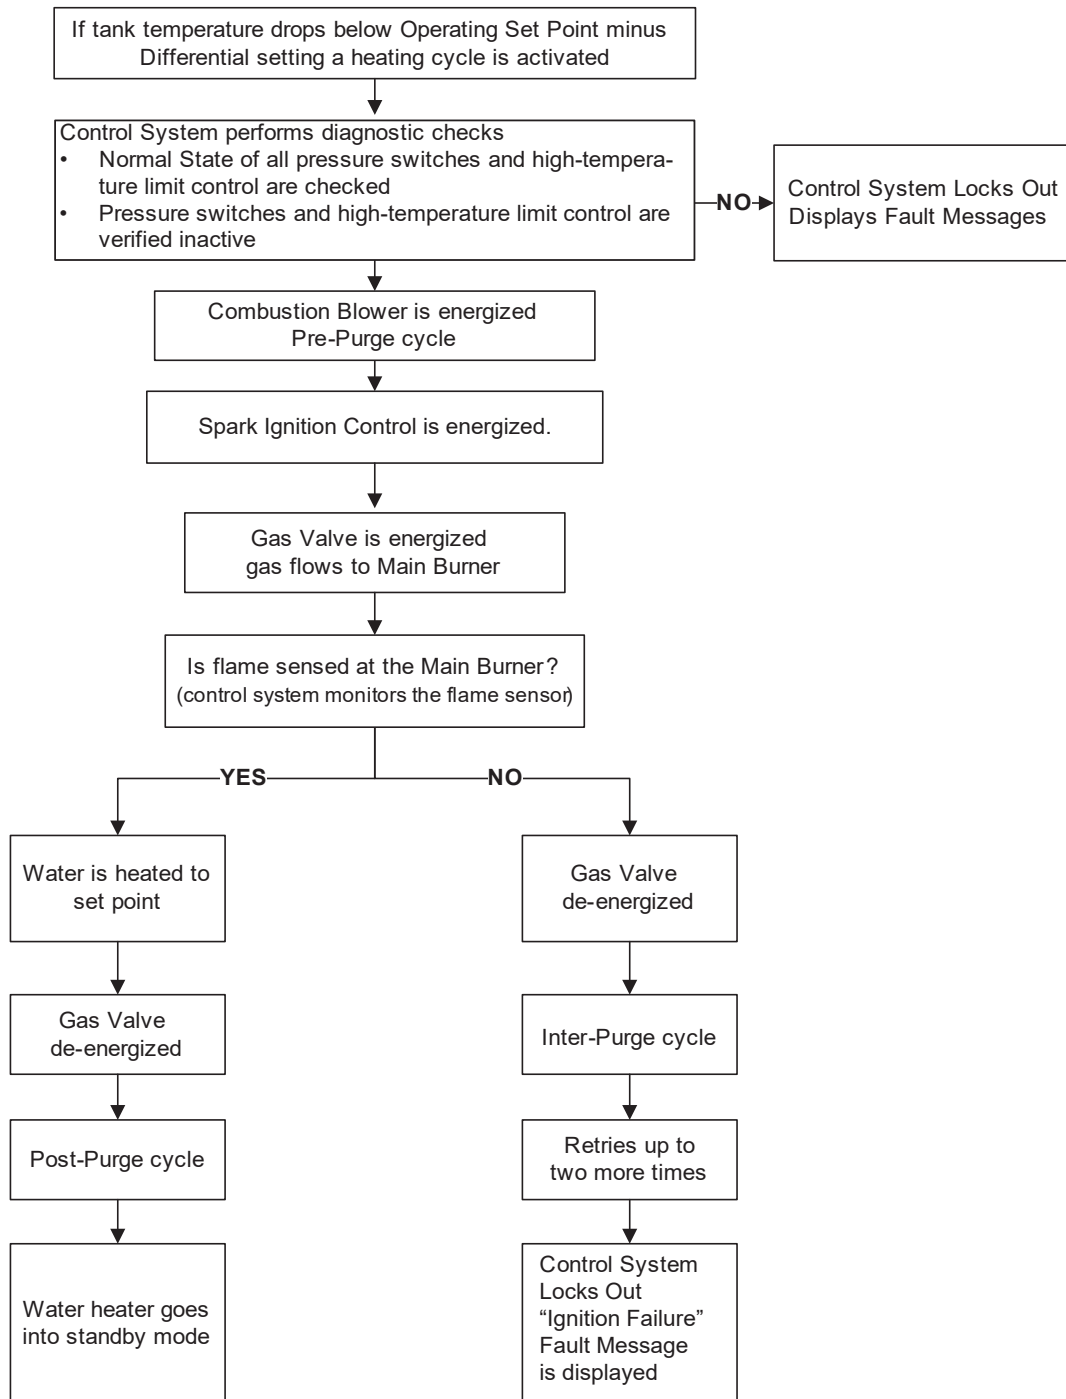 If tank temperature drops below Operating Set Point minus
Differential setting a heating cycle is activated
Control System performs diagnostic checks
• Normal State of all pressure switches and high-tempera-
ture limit control are checked
• Pressure switches and high-temperature limit control are
verified inactive
NO
Control System Locks Out
Displays Fault Messages
Combustion Blower is energized
Pre-Purge cycle
Spark Ignition Control is energized.
Gas Valve is energized
gas flows to Main Burner
Is flame sensed at the Main Burner?
(control system monitors the flame sensor)
YES
NO
Water is heated to
set point
Gas Valve
de-energized
Gas Valve
de-energized
Inter-Purge cycle
Post-Purge cycle
Retries up to
two more times
Water heater goes
into standby mode
Control System
Locks Out
“Ignition Failure”
Fault Message
is displayed